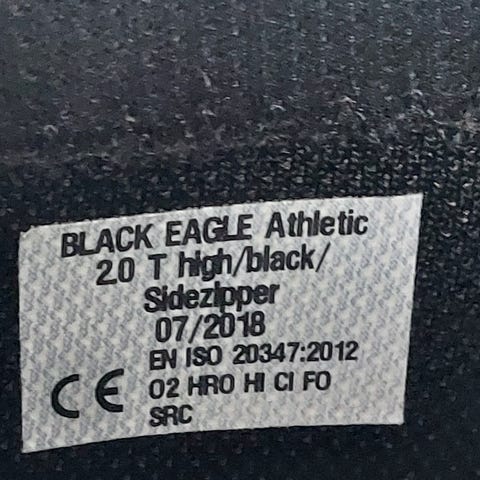 BLACK EAGLE Athletic
2.0 T high/black/
Sidezipper
07/2018
EN ISO 20347:2012
CE O2 HRO HI CI FO
SRC